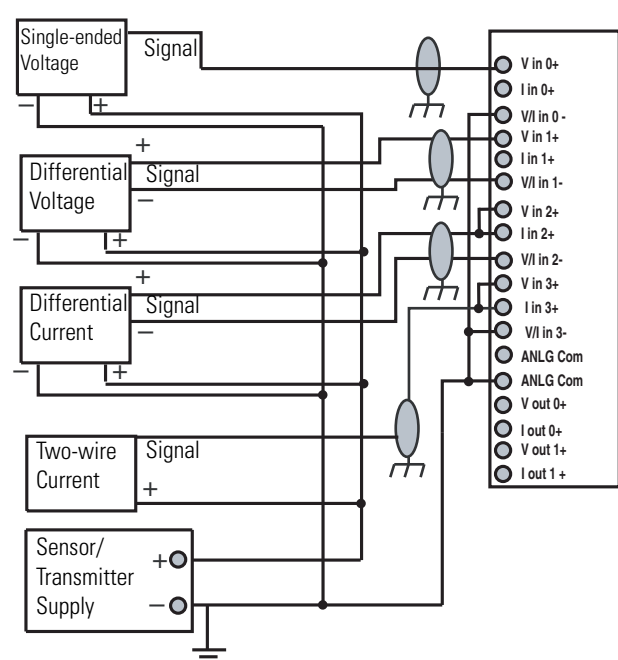 Single-ended
Voltage
Signal
−
+
+
Differential
Voltage
Signal
−
−
+
+
Differential
Current
Signal
−
−
+
Two-wire
Current
Signal
+
Sensor/
Transmitter
Supply
+
−
V in 0+
I in 0+
V/I in 0 -
V in 1+
I in 1+
V/I in 1-
V in 2+
I in 2+
V/I in 2-
V in 3+
I in 3+
V/I in 3-
ANLG Com
ANLG Com
V out 0+
I out 0+
V out 1+
I out 1 +